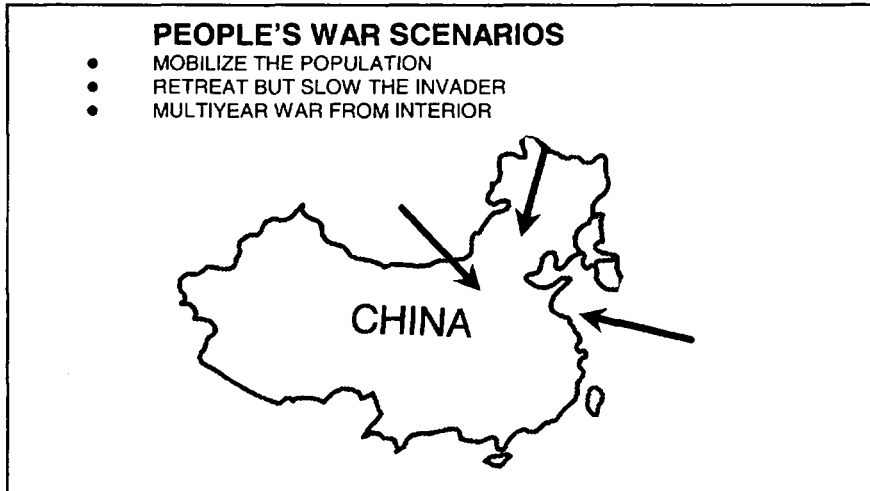 PEOPLE'S WAR SCENARIOS
● MOBILIZE THE POPULATION
● RETREAT BUT SLOW THE INVADER
● MULTIYEAR WAR FROM INTERIOR
CHINA